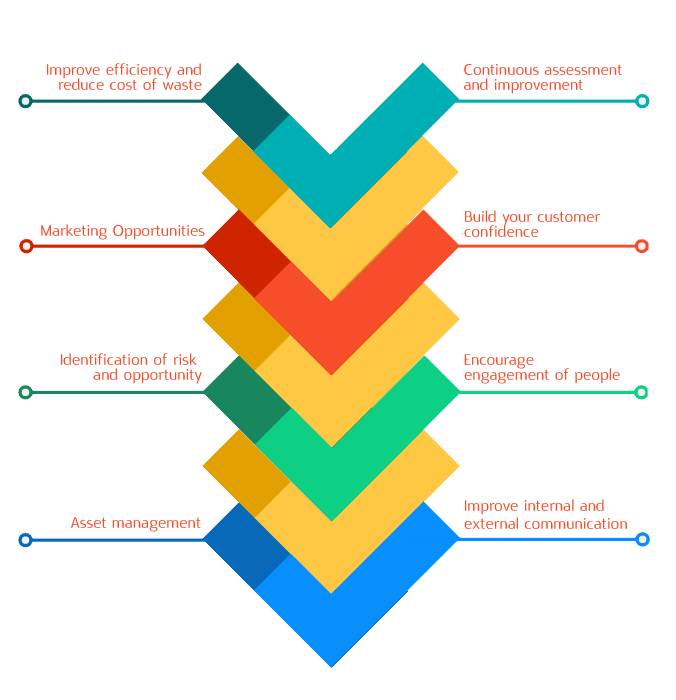 Improve efficiency and
reduce cost of waste
Continuous assessment
and improvement
Marketing Opportunities
Build your customer
confidence
Identification of risk
and opportunity
Encourage
engagement of people
Asset management
Improve internal and
external communication